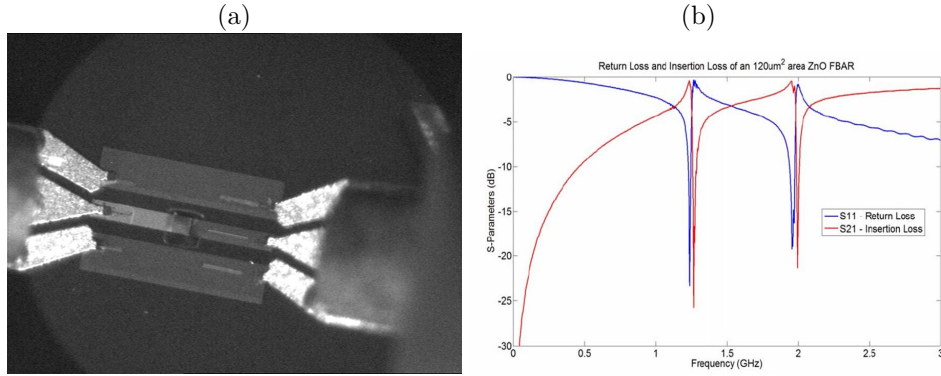 (a)
(b)
Return Loss and Insertion Loss of an 120um² area ZnO FBAR
0
-5
-10
-15
-20
-25
-30
S-Parameters (dB)
S11 - Return Loss
S21 - Insertion Loss
0
0.5
1
1.5
2
2.5
3
Frequency (GHz)